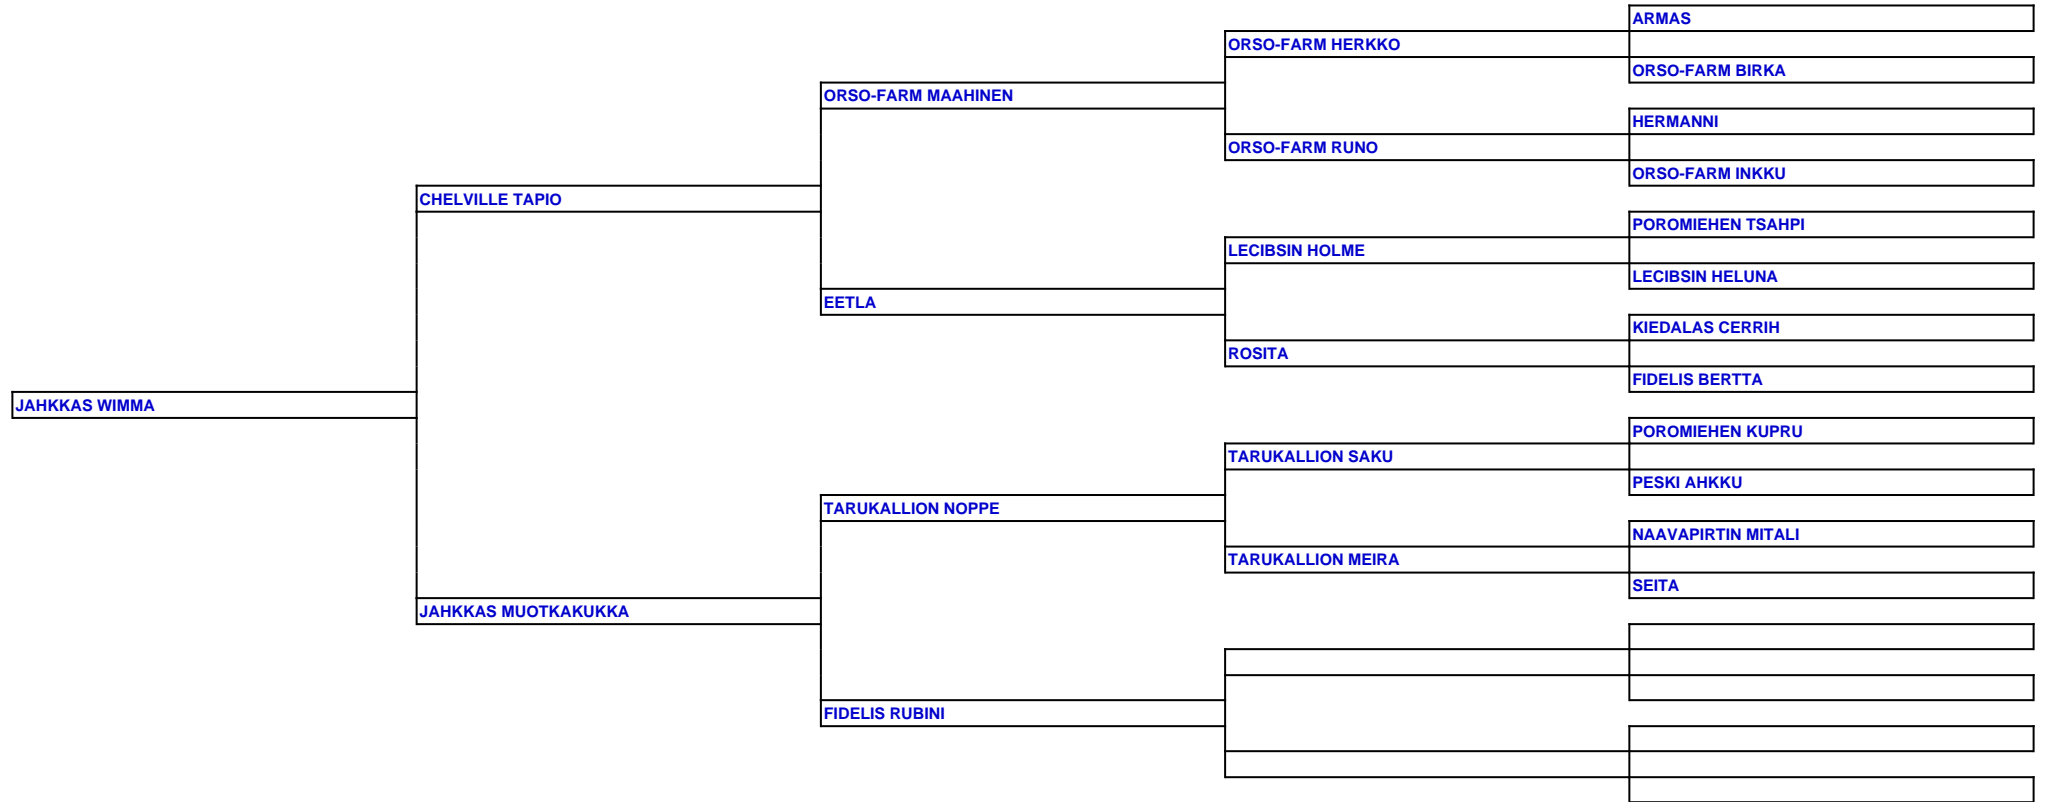 ARMAS
ORSO-FARM HERKKO
ORSO-FARM BIRKA
ORSO-FARM MAAHINEN
HERMANNI
ORSO-FARM RUNO
ORSO-FARM INKKU
CHELVILLE TAPIO
POROMIEHEN TSAHPI
LECIBSIN HOLME
LECIBSIN HELUNA
EETLA
KIEDALAS CERRIH
ROSITA
FIDELIS BERTTA
JAHKKAS WIMMA
POROMIEHEN KUPRU
TARUKALLION SAKU
PESKI AHKKU
TARUKALLION NOPPE
NAAVAPIRTIN MITALI
TARUKALLION MEIRA
SEITA
JAHKKAS MUOTKAKUKKA
FIDELIS RUBINI